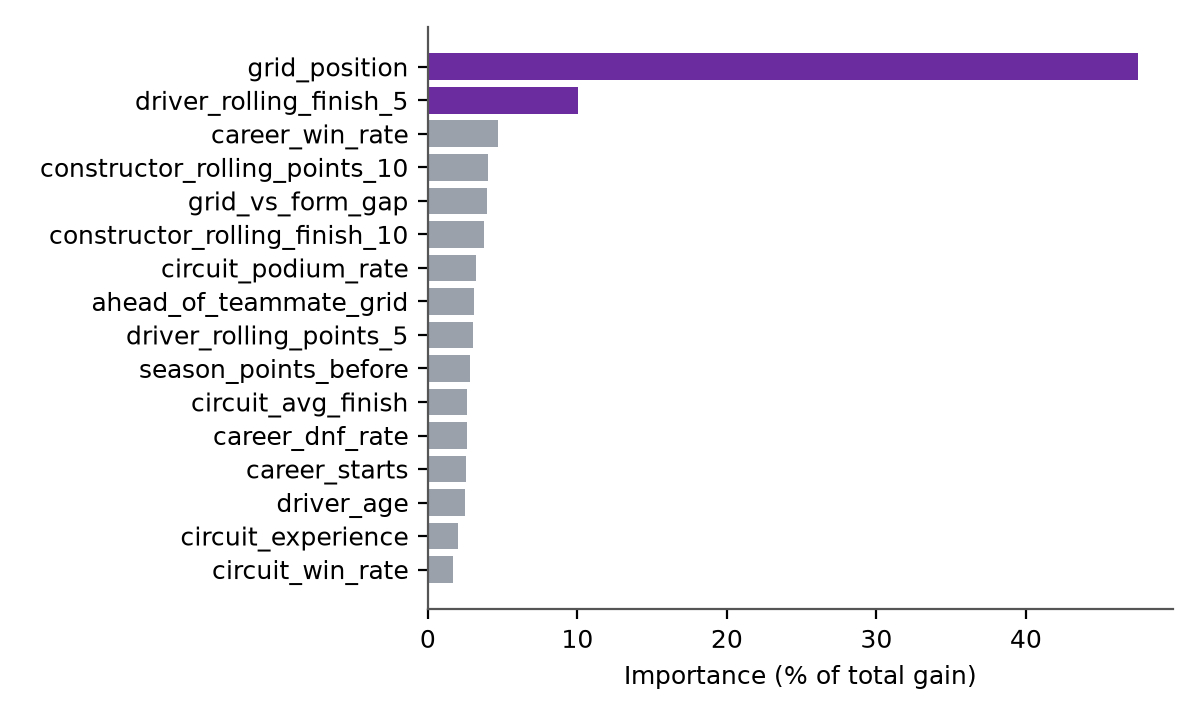 grid_position
driver_rolling_finish_5
career_win_rate
constructor_rolling_points_10
grid_vs_form_gap
constructor_rolling_finish_10
circuit_podium_rate
ahead_of_teammate_grid
driver_rolling_points_5
season_points_before
circuit_avg_finish
career_dnf_rate
career_starts
driver_age
circuit_experience
circuit_win_rate
0 10 20 30 40
Importance (% of total gain)